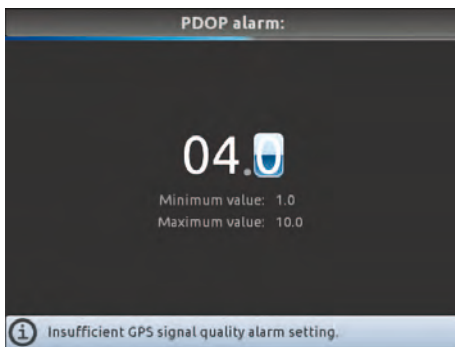 PDOP alarm:
04.0
Minimum value: 1.0
Maximum value: 10.0
Insufficient GPS signal quality alarm setting.